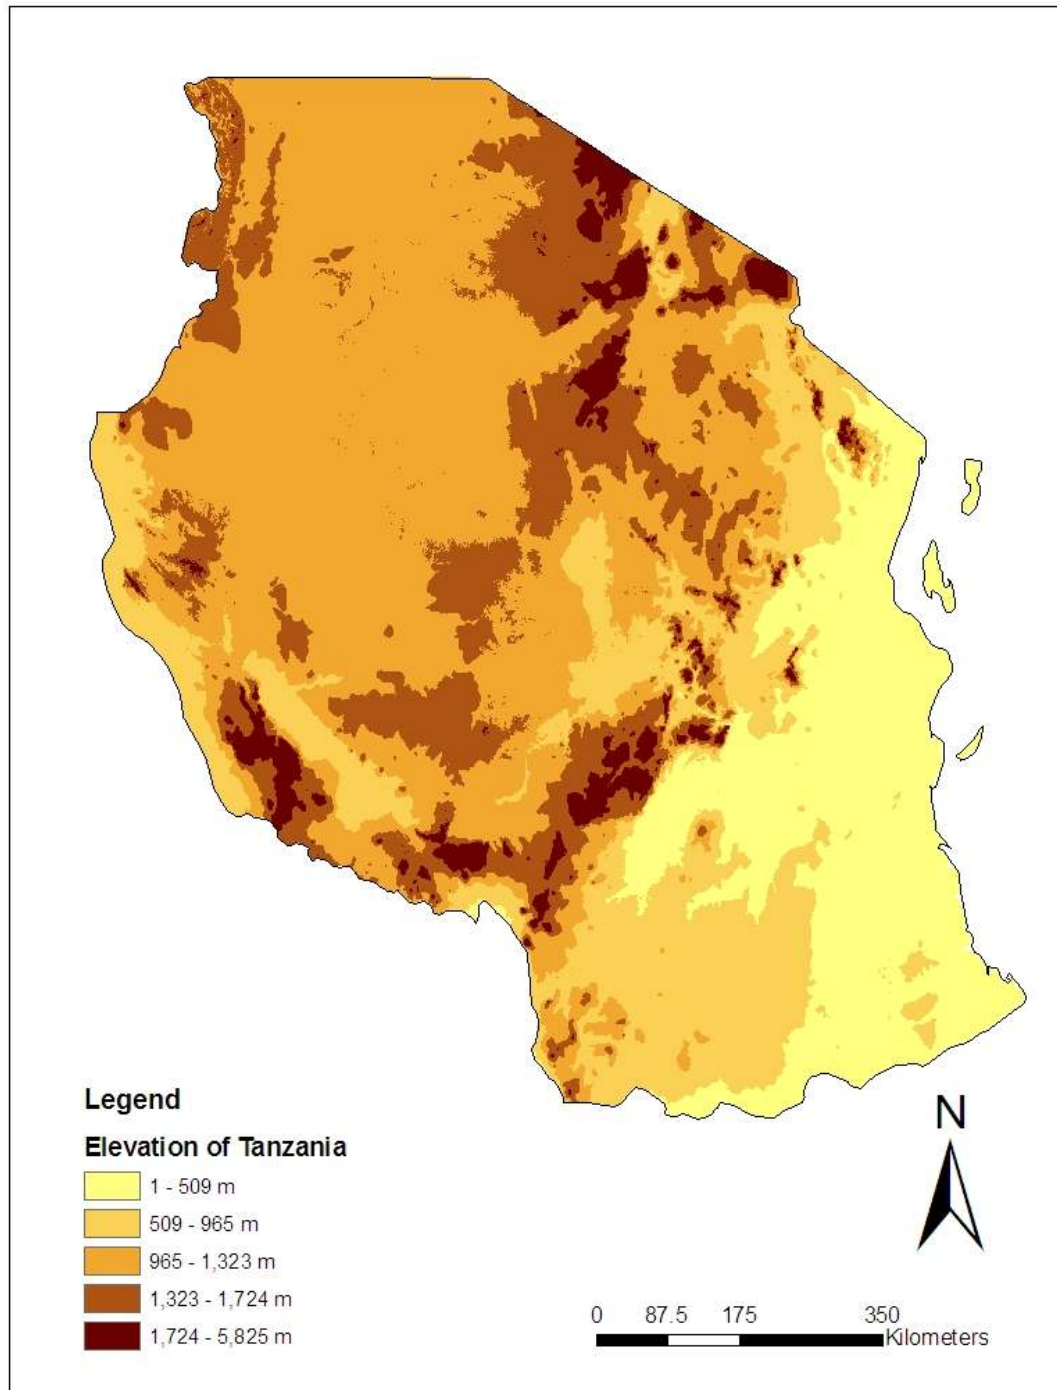 Legend
Elevation of Tanzania
1 - 509 m
509 - 965 m
965 - 1,323 m
1,323 - 1,724 m
1,724 - 5,825 m
N
0 87.5 175 350
Kilometers